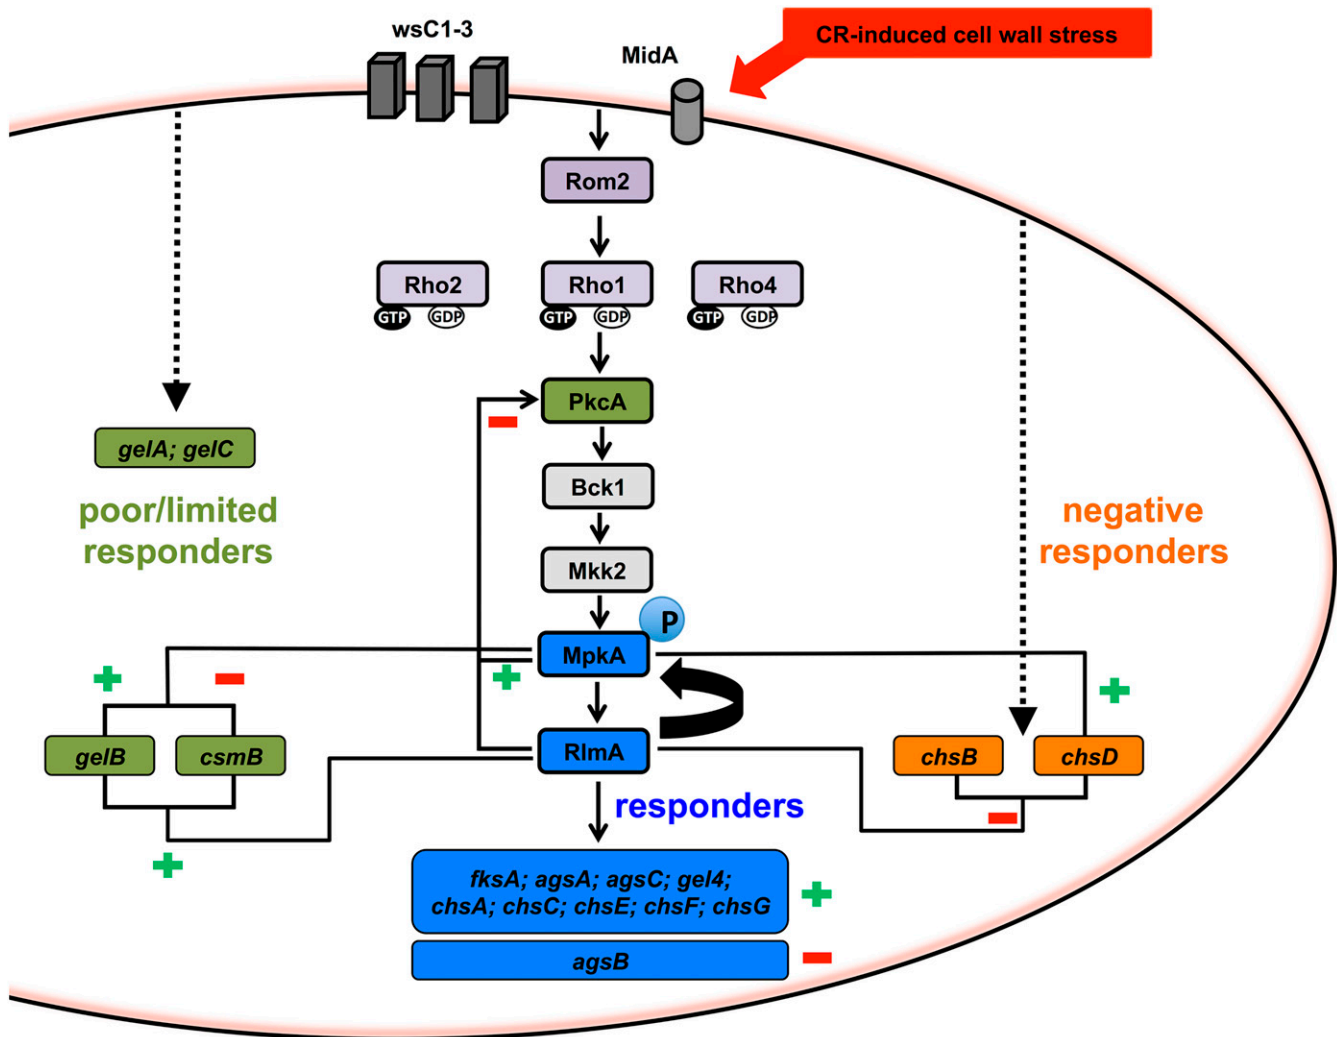 wsC1-3
MidA
CR-induced cell wall stress
Rom2
Rho2
Rho1
Rho4
GTP
GDP
GTP
GDP
GTP
GDP
PkcA
gelA; gelC
poor/limited
responders
Bck1
negative
responders
Mkk2
P
MpkA
gelB
csmB
RlmA
chsB
chsD
responders
fksA; agsA; agsC; gel4;
chsA; chsC; chsE; chsF; chsG
agsB